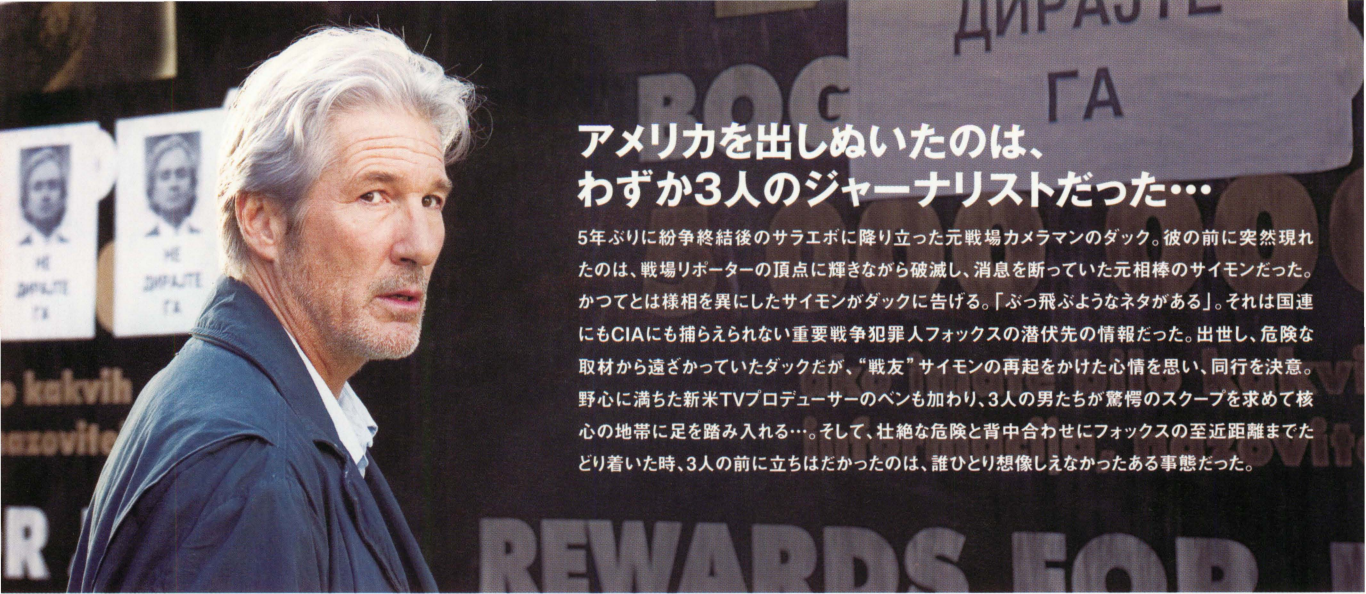 ДИРАЈТЕ
ГА
BOG
アメリカを出しぬいたのは、
わずか3人のジャーナリストだった…
5年ぶりに紛争終結後のサラエボに降り立った元戦場カメラマンのダック。彼の前に突然現れ
たのは、戦場リポーターの頂点に輝きながら破滅し、消息を断っていた元相棒のサイモンだった。
かつてとは様相を異にしたサイモンがダックに告げる。「ぶっ飛ぶようなネタがある」。それは国連
にもCIAにも捕らえられない重要戦争犯罪人フォックスの潜伏先の情報だった。出世し、危険な
取材から遠ざかっていたダックだが、“戦友”サイモンの再起をかけた心情を思い、同行を決意。
野心に満ちた新米TVプロデューサーのベンも加わり、3人の男たちが驚愕のスクープを求めて核
心の地帯に足を踏み入れる…。そして、壮絶な危険と背中合わせにフォックスの至近距離までた
どり着いた時、3人の前に立ちはだかったのは、誰ひとり想像しえなかったある事態だった。
НЕ
ДИРАЈТЕ
ГА
НЕ
ДИРАЈТЕ
ГА
o kakvih
nazovite
R
REWARDS FOR